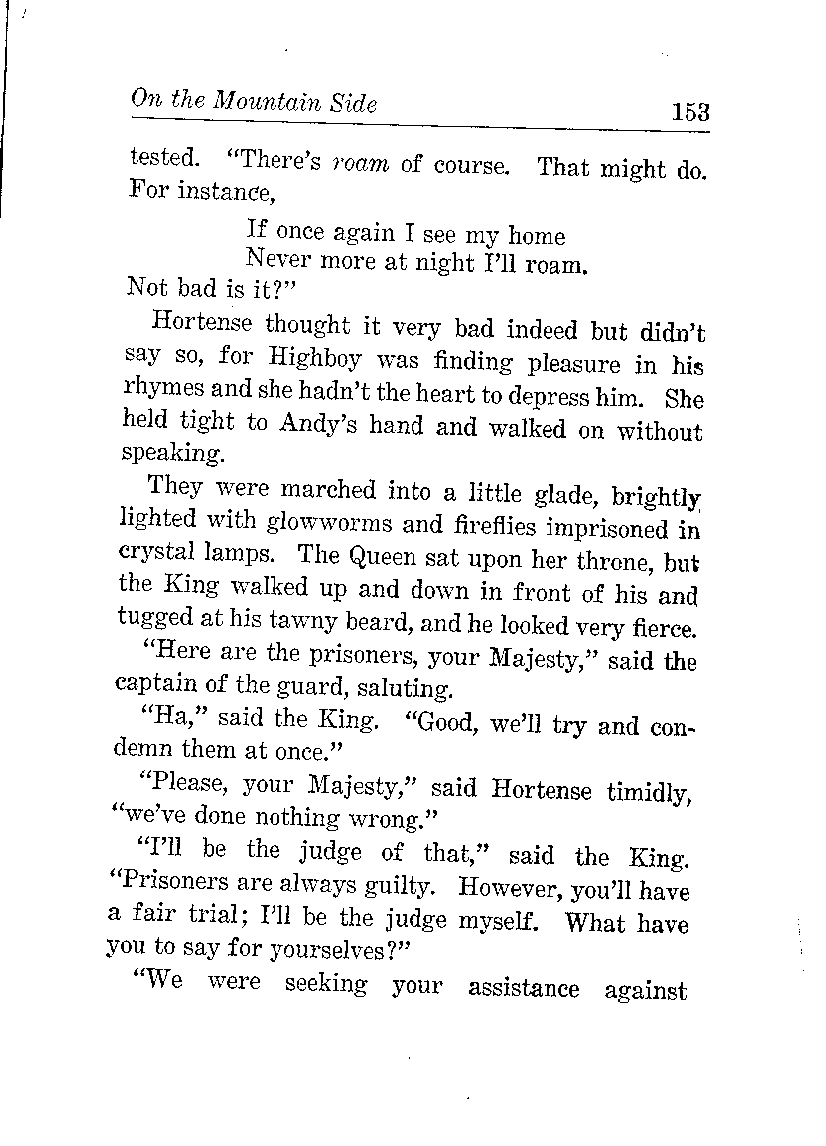 On the Mountain Side 153
tested. “There’s roam of course. That might do.
For instance,
If once again I see my home
Never more at night I’ll roam.
Not bad is it?”
Hortense thought it very bad indeed but didn’t
say so, for Highboy was finding pleasure in his
rhymes and she hadn’t the heart to depress him. She
held tight to Andy’s hand and walked on without
speaking.
They were marched into a little glade, brightly
lighted with glowworms and fireflies imprisoned in
crystal lamps. The Queen sat upon her throne, but
the King walked up and down in front of his and
tugged at his tawny beard, and he looked very fierce.
“Here are the prisoners, your Majesty,” said the
captain of the guard, saluting.
“Ha,” said the King. “Good, we’ll try and con-
demn them at once.”
“Please, your Majesty,” said Hortense timidly,
“we’ve done nothing wrong.”
“I’ll be the judge of that,” said the King.
“Prisoners are always guilty. However, you’ll have
a fair trial; I’ll be the judge myself. What have
you to say for yourselves?”
“We were seeking your assistance against